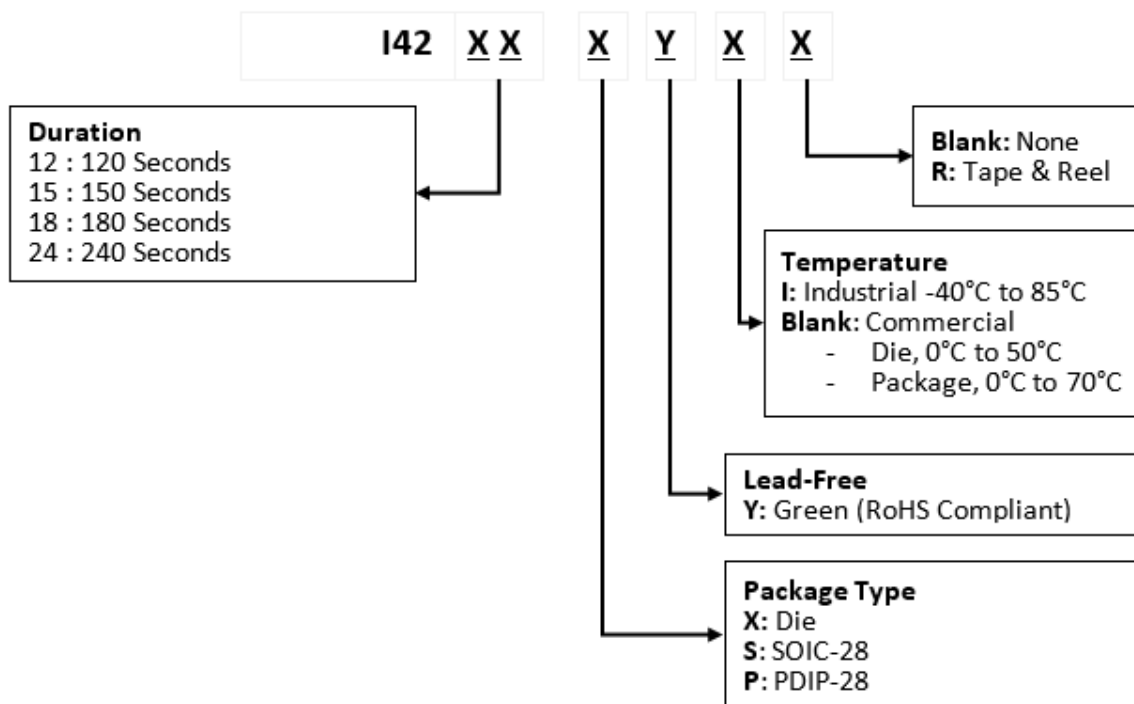 I42 X X X Y X X
Duration
12 : 120 Seconds
15 : 150 Seconds
18 : 180 Seconds
24 : 240 Seconds
Blank: None
R: Tape & Reel
Temperature
I: Industrial -40°C to 85°C
Blank: Commercial
- Die, 0°C to 50°C
- Package, 0°C to 70°C
Lead-Free
Y: Green (RoHS Compliant)
Package Type
X: Die
S: SOIC-28
P: PDIP-28